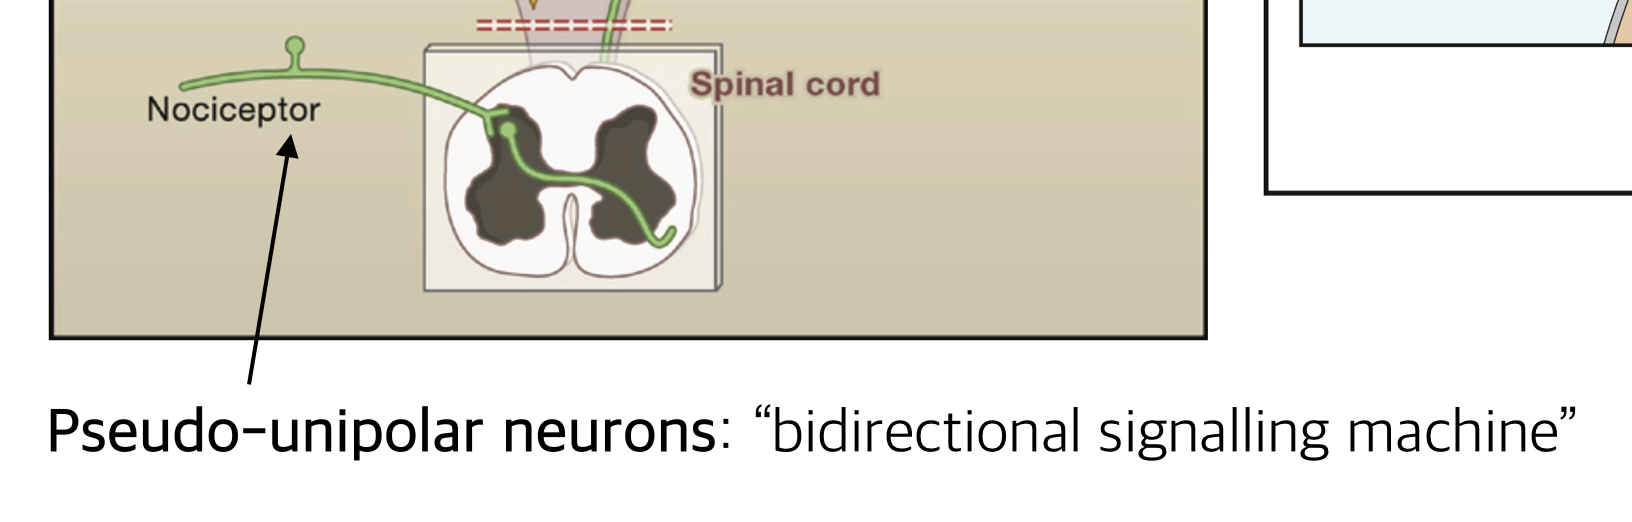 Spinal cord
Nociceptor
Pseudo-unipolar neurons: “bidirectional signalling machine”